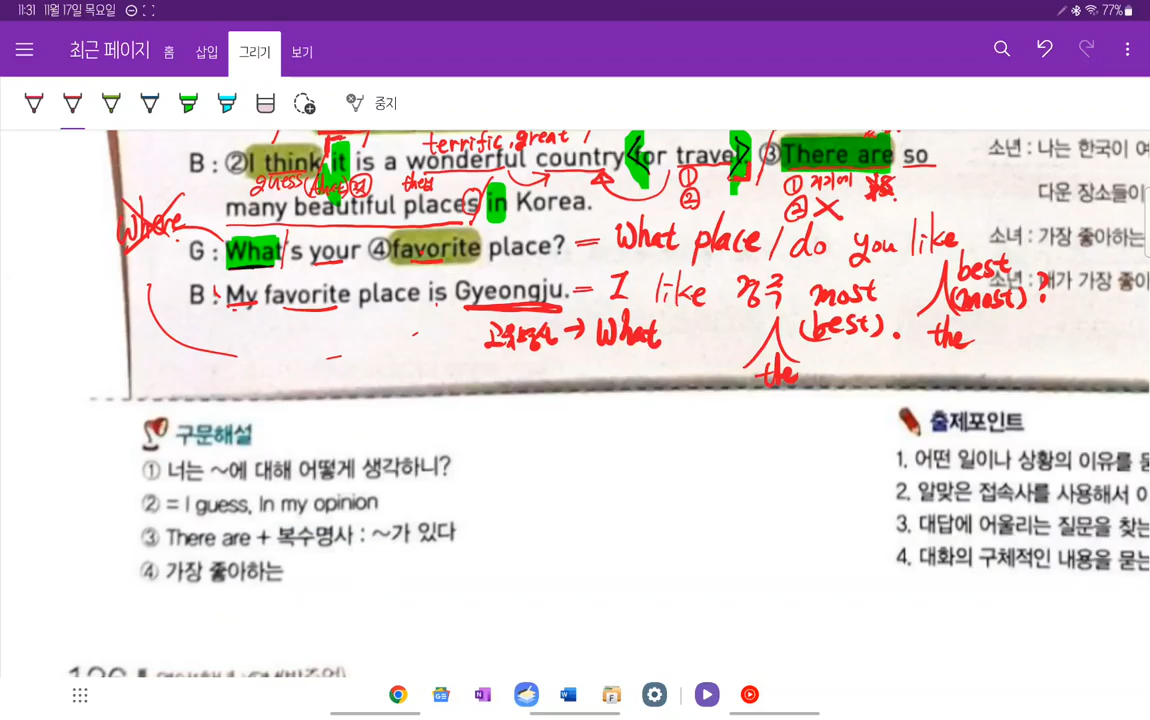 11:31 11월 17일 목요일 77%
최근 페이지 홈 삽입 그리기 보기
중지
terrific, great
B : ②I think it is a wonderful country for travel. ③There are so
guess
① 거기에
② X
many beautiful places in Korea.
Where
G : What's your ④favorite place? = What place / do you like
best
(most)?
the
B : My favorite place is Gyeongju. = I like 경주 most
(best).
the
고유명사 → What
소년 : 나는 한국이 여
다운 장소들이
소녀 : 가장 좋아하는
소년 : 내가 가장 좋아
구문해설
① 너는 ~에 대해 어떻게 생각하니?
② = I guess, In my opinion
③ There are + 복수명사 : ~가 있다
④ 가장 좋아하는
출제포인트
1. 어떤 일이나 상황의 이유를 묻
2. 알맞은 접속사를 사용해서 이
3. 대답에 어울리는 질문을 찾는
4. 대화의 구체적인 내용을 묻는